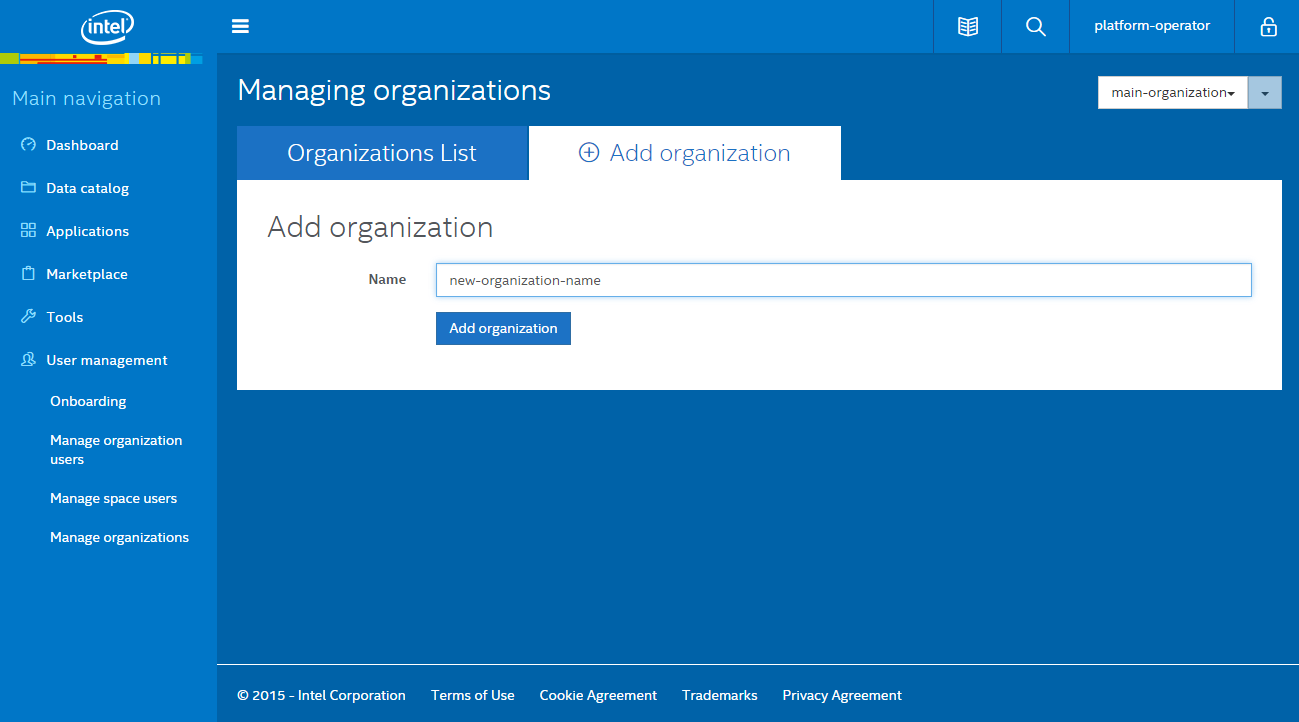 intel
platform-operator
Main navigation
Dashboard
Data catalog
Applications
Marketplace
Tools
User management
Onboarding
Manage organization
users
Manage space users
Manage organizations
Managing organizations
main-organization
Organizations List
Add organization
Add organization
Name
new-organization-name
Add organization
© 2015 - Intel Corporation Terms of Use Cookie Agreement Trademarks Privacy Agreement